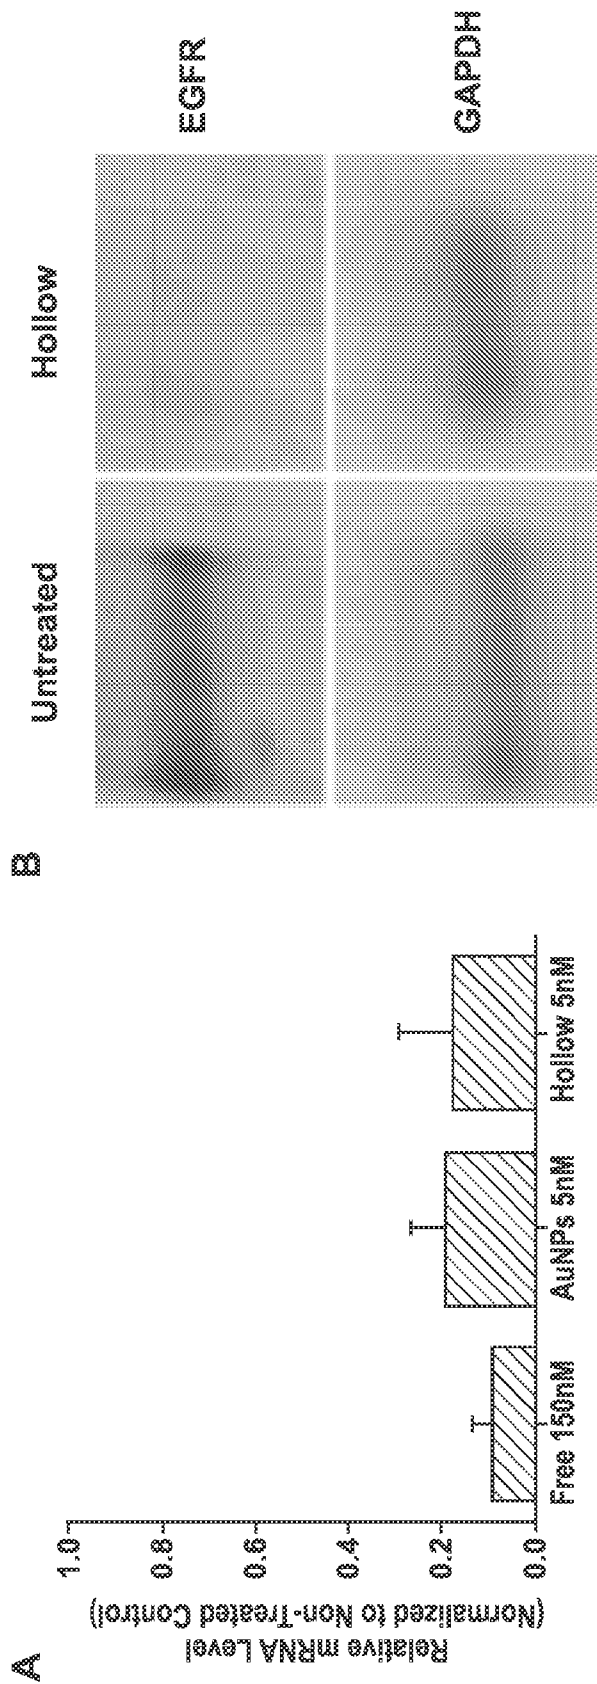 A
Relative mRNA Level
(Normalized to Non-Treated Control)
1.0
0.8
0.6
0.4
0.2
0.0
Free 150nM
AuNPs 5nM
Hollow 5nM
B
Untreated
Hollow
EGFR
GAPDH